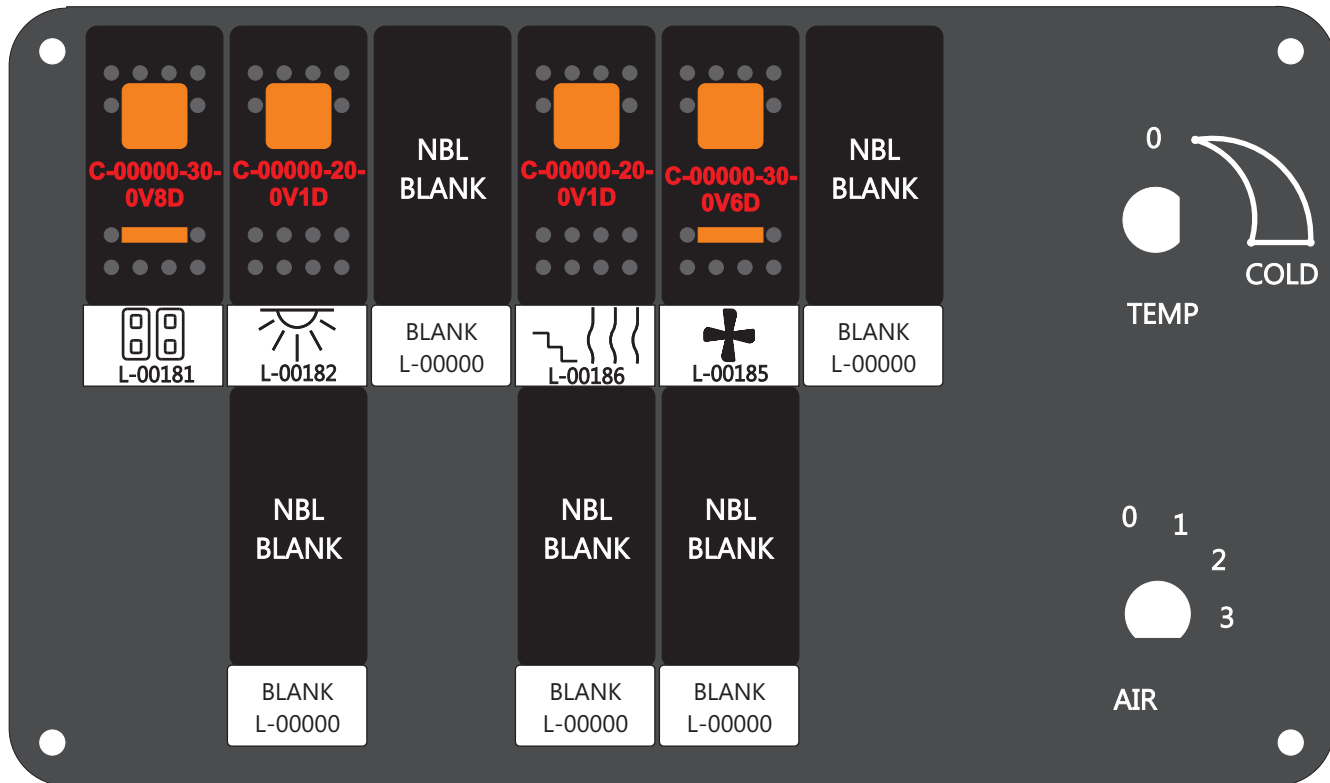 C-00000-30-
0V8D
C-00000-20-
0V1D
NBL
BLANK
C-00000-20-
0V1D
C-00000-30-
0V6D
NBL
BLANK
L-00181
L-00182
BLANK
L-00000
L-00186
L-00185
BLANK
L-00000
0
COLD
TEMP
NBL
BLANK
NBL
BLANK
NBL
BLANK
BLANK
L-00000
BLANK
L-00000
BLANK
L-00000
0
1
2
3
AIR